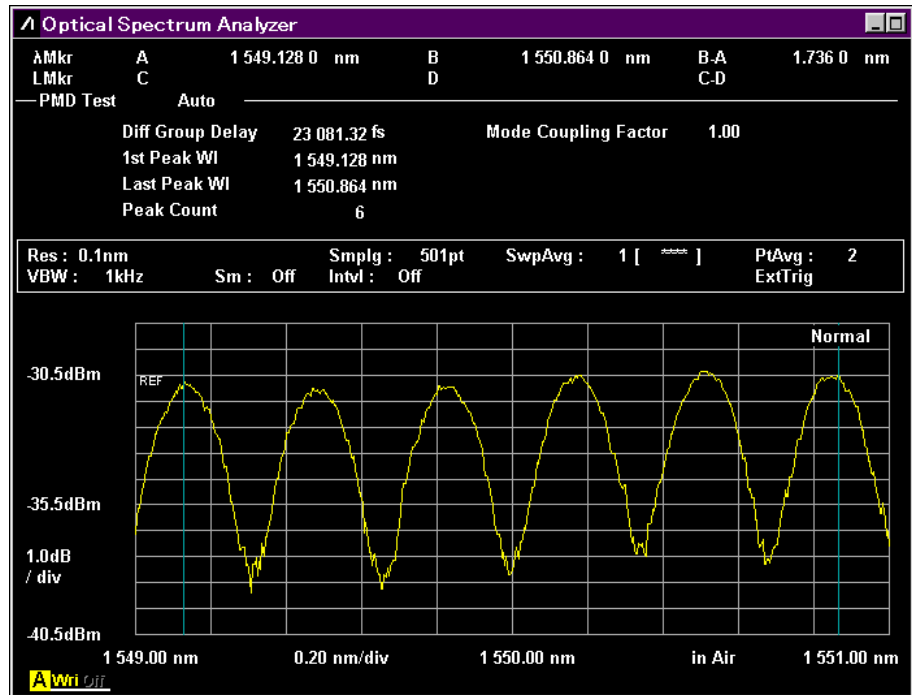 Optical Spectrum Analyzer
λMkr A 1 549.128 0 nm B 1 550.864 0 nm B-A 1.736 0 nm
LMkr C D C-D
PMD Test Auto
Diff Group Delay 23 081.32 fs Mode Coupling Factor 1.00
1st Peak Wl 1 549.128 nm
Last Peak Wl 1 550.864 nm
Peak Count 6
Res : 0.1nm Smplg : 501pt SwpAvg : 1 [ **** ] PtAvg : 2
VBW : 1kHz Sm : Off Intvl : Off ExtTrig
Normal
-30.5dBm
REF
-35.5dBm
1.0dB
/ div
-40.5dBm
1 549.00 nm 0.20 nm/div 1 550.00 nm in Air 1 551.00 nm
A Wri Off